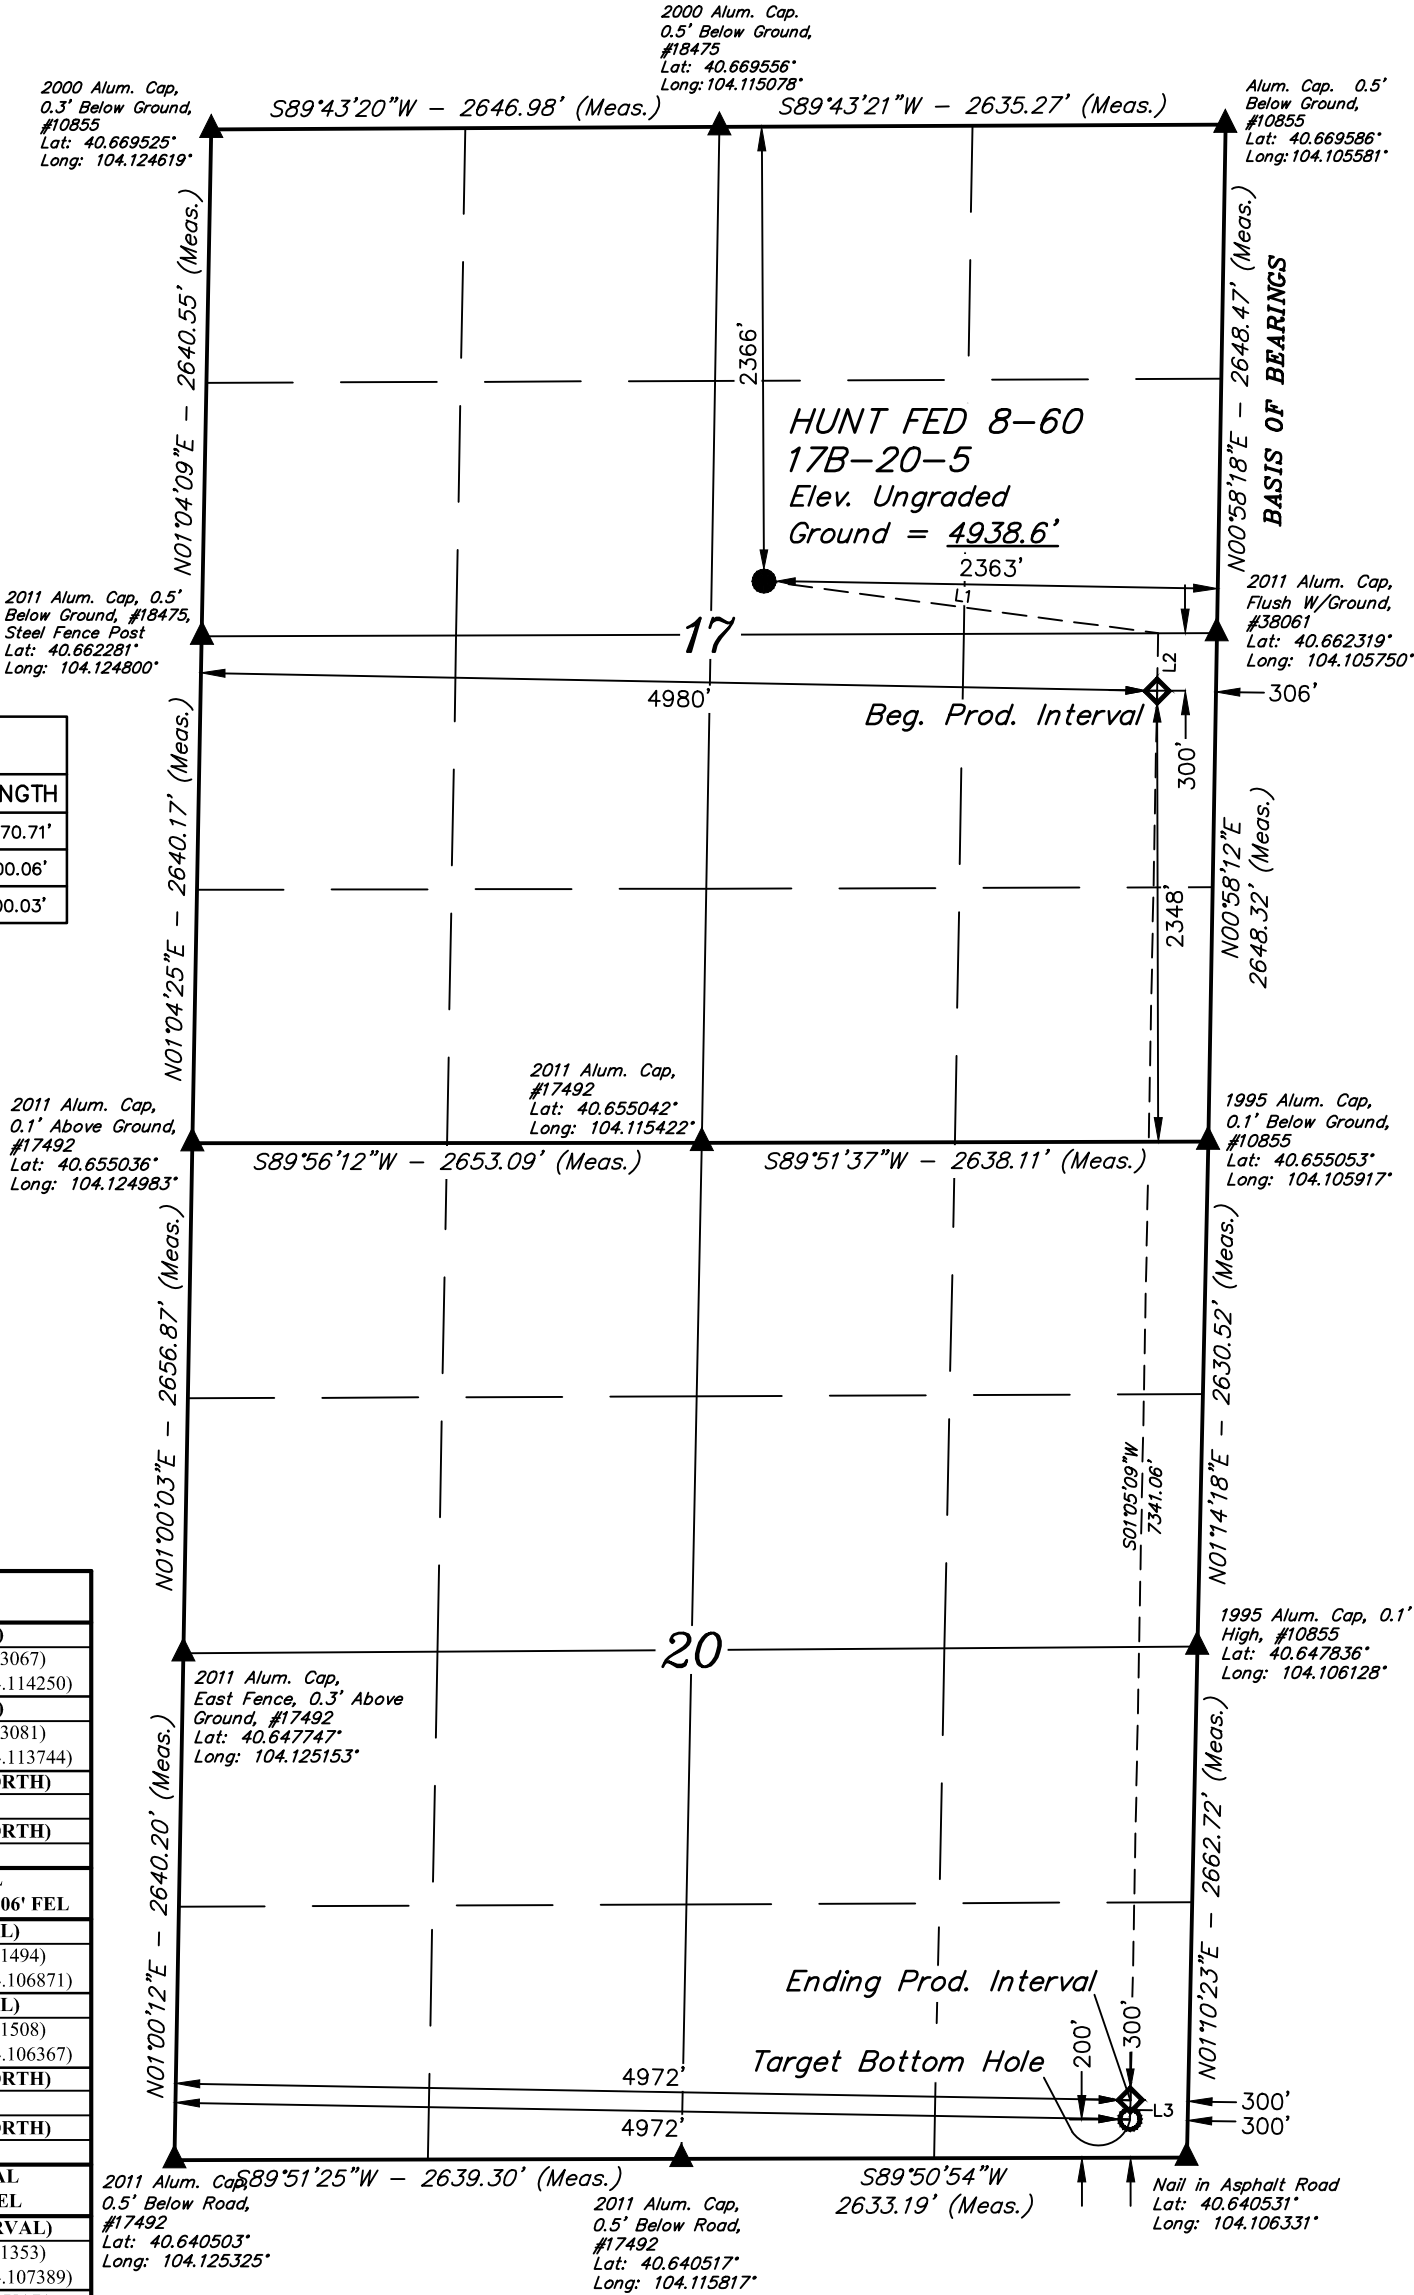 2000 Alum. Cap.
0.5' Below Ground,
#18475
Lat: 40.669556°
Long: 104.115078°
2000 Alum. Cap,
0.3' Below Ground,
#10855
Lat: 40.669525°
Long: 104.124619°
S89°43'20"W – 2646.98' (Meas.)
S89°43'21"W – 2635.27' (Meas.)
Alum. Cap. 0.5'
Below Ground,
#10855
Lat: 40.669586°
Long: 104.105581°
N01°04'09"E – 2640.55' (Meas.)
2366'
N00°58'18"E – 2648.47' (Meas.)
BASIS OF BEARINGS
HUNT FED 8-60
17B-20-5
Elev. Ungraded
Ground = 4938.6'
2363'
L1
2011 Alum. Cap, 0.5'
Below Ground, #18475,
Steel Fence Post
Lat: 40.662281°
Long: 104.124800°
17
2011 Alum. Cap,
Flush W/Ground,
#38061
Lat: 40.662319°
Long: 104.105750°
L2
4980'
306'
Beg. Prod. Interval
300'
NGTH
70.71'
00.06'
00.03'
N01°04'25"E – 2640.17' (Meas.)
2348'
N00°58'12"E
2648.32' (Meas.)
2011 Alum. Cap,
#17492
Lat: 40.655042°
Long: 104.115422°
2011 Alum. Cap,
0.1' Above Ground,
#17492
Lat: 40.655036°
Long: 104.124983°
1995 Alum. Cap,
0.1' Below Ground,
#10855
Lat: 40.655053°
Long: 104.105917°
S89°56'12"W – 2653.09' (Meas.)
S89°51'37"W – 2638.11' (Meas.)
N01°00'03"E – 2656.87' (Meas.)
S01°05'09"W
7341.06'
N01°14'18"E – 2630.52' (Meas.)
20
1995 Alum. Cap, 0.1'
High, #10855
Lat: 40.647836°
Long: 104.106128°
2011 Alum. Cap,
East Fence, 0.3' Above
Ground, #17492
Lat: 40.647747°
Long: 104.125153°
)
3067)
4.114250)
)
3081)
4.113744)
ORTH)
ORTH)
L
06' FEL
L)
1494)
4.106871)
L)
1508)
4.106367)
ORTH)
ORTH)
AL
EL
RVAL)
1353)
4.107389)
N01°00'12"E – 2640.20' (Meas.)
N01°10'23"E – 2662.72' (Meas.)
Ending Prod. Interval
Target Bottom Hole
200'
300'
4972'
4972'
L3
300'
300'
S89°51'25"W – 2639.30' (Meas.)
S89°50'54"W
2633.19' (Meas.)
2011 Alum. Cap,
0.5' Below Road,
#17492
Lat: 40.640503°
Long: 104.125325°
2011 Alum. Cap,
0.5' Below Road,
#17492
Lat: 40.640517°
Long: 104.115817°
Nail in Asphalt Road
Lat: 40.640531°
Long: 104.106331°